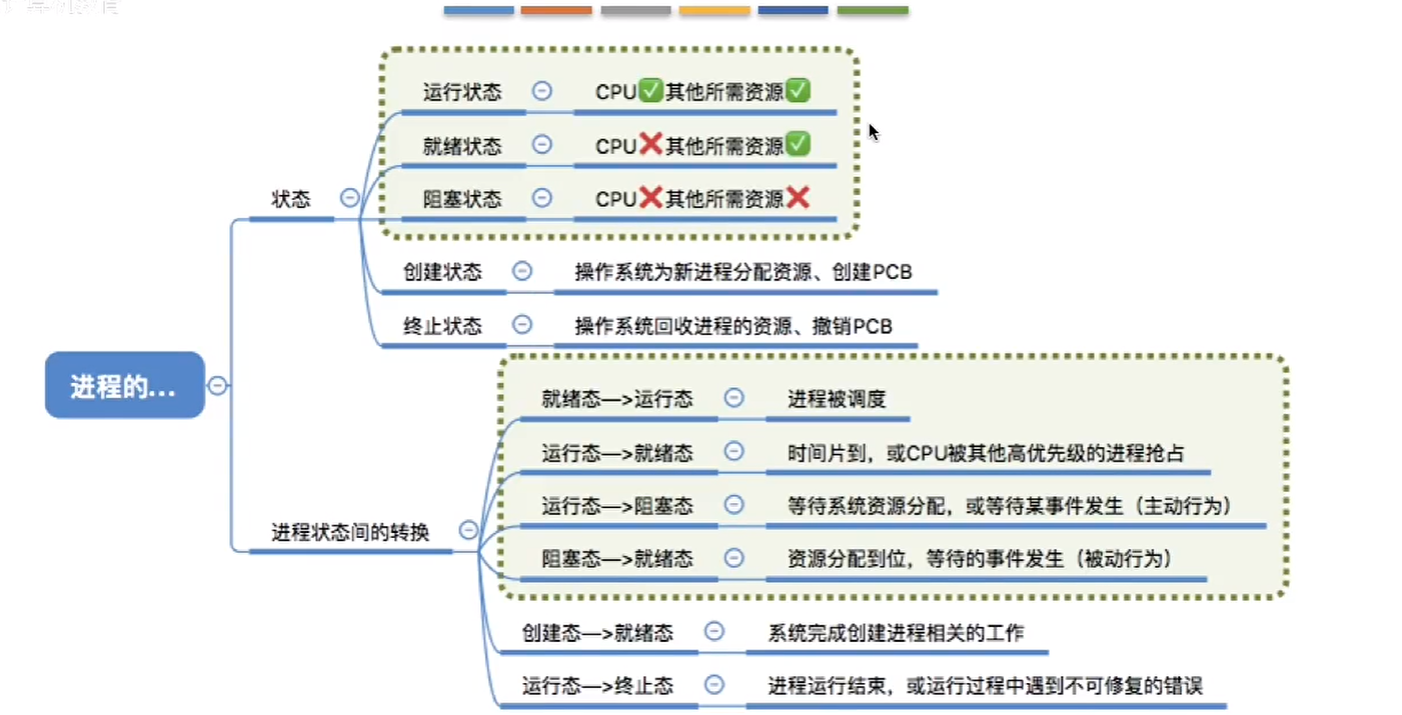 进程的...
状态
运行状态
CPU✅其他所需资源✅
就绪状态
CPU❌其他所需资源✅
阻塞状态
CPU❌其他所需资源❌
创建状态
操作系统为新进程分配资源、创建PCB
终止状态
操作系统回收进程的资源、撤销PCB
进程状态间的转换
就绪态—>运行态
进程被调度
运行态—>就绪态
时间片到，或CPU被其他高优先级的进程抢占
运行态—>阻塞态
等待系统资源分配，或等待某事件发生（主动行为）
阻塞态—>就绪态
资源分配到位，等待的事件发生（被动行为）
创建态—>就绪态
系统完成创建进程相关的工作
运行态—>终止态
进程运行结束，或运行过程中遇到不可修复的错误